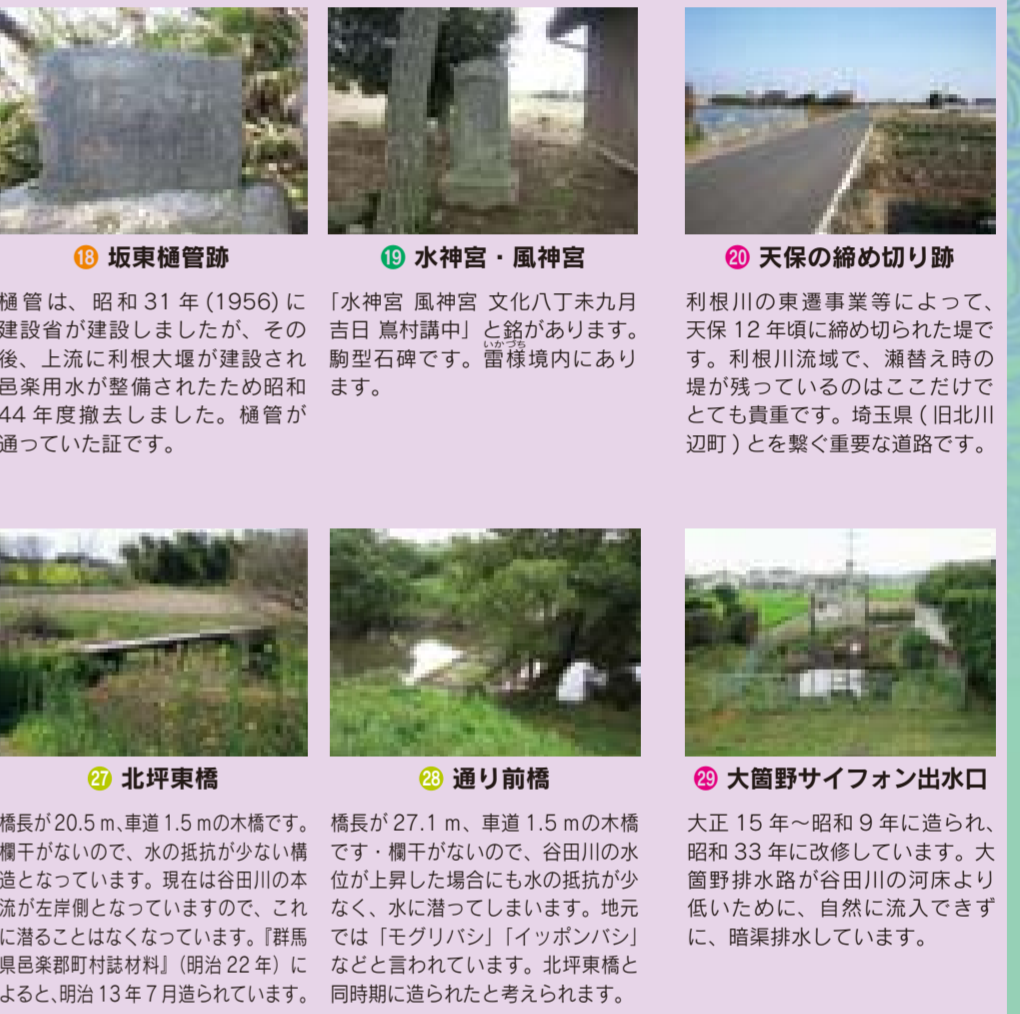 ⑱ 坂東樋管跡
樋管は、昭和 31 年 (1956) に
建設省が建設しましたが、その
後、上流に利根大堰が建設され
邑楽用水が整備されたため昭和
44 年度撤去しました。樋管が
通っていた証です。
⑲ 水神宮・風神宮
「水神宮 風神宮 文化八丁未九月
吉日 嶌村講中」と銘があります。
駒型石碑です。雷様境内にあり
いかづち
ます。
⑳ 天保の締め切り跡
利根川の東遷事業等によって、
天保 12 年頃に締め切られた堤で
す。利根川流域で、瀬替え時の
堤が残っているのはここだけで
とても貴重です。埼玉県 ( 旧北川
辺町 ) とを繋ぐ重要な道路です。
㉗ 北坪東橋
橋長が 20.5 m、車道 1.5 mの木橋です。
欄干がないので、水の抵抗が少ない構
造となっています。現在は谷田川の本
流が左岸側となっていますので、これ
に潜ることはなくなっています。『群馬
県邑楽郡町村誌材料』（明治 22 年）に
よると、明治 13 年 7 月造られています。
㉘ 通り前橋
橋長が 27.1 m、車道 1.5 mの木橋
です・欄干がないので、谷田川の水
位が上昇した場合にも水の抵抗が少
なく、水に潜ってしまいます。地元
では「モグリバシ」「イッポンバシ」
などと言われています。北坪東橋と
同時期に造られたと考えられます。
㉙ 大箇野サイフォン出水口
大正 15 年～昭和 9 年に造られ、
昭和 33 年に改修しています。大
箇野排水路が谷田川の河床より
低いために、自然に流入できず
に、暗渠排水しています。